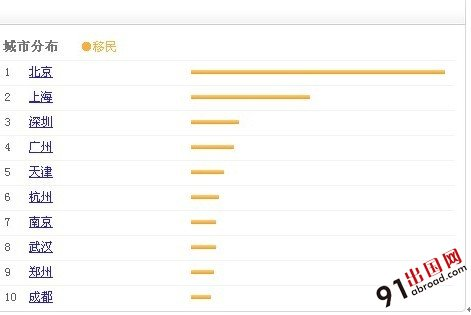 城市分布 移民
1 北京
2 上海
3 深圳
4 广州
5 天津
6 杭州
7 南京
8 武汉
9 郑州
10 成都
91出国网
abroad.com